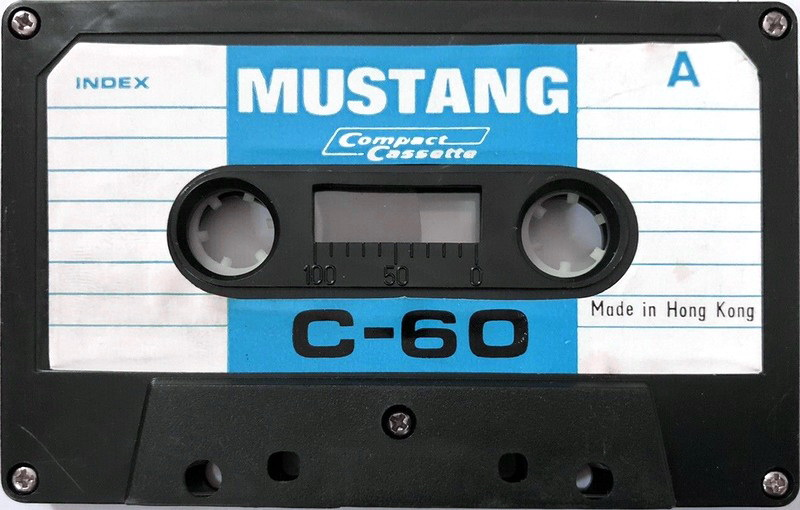 INDEX
MUSTANG
A
Compact
Cassette
100 50 0
Made in Hong Kong
C-60